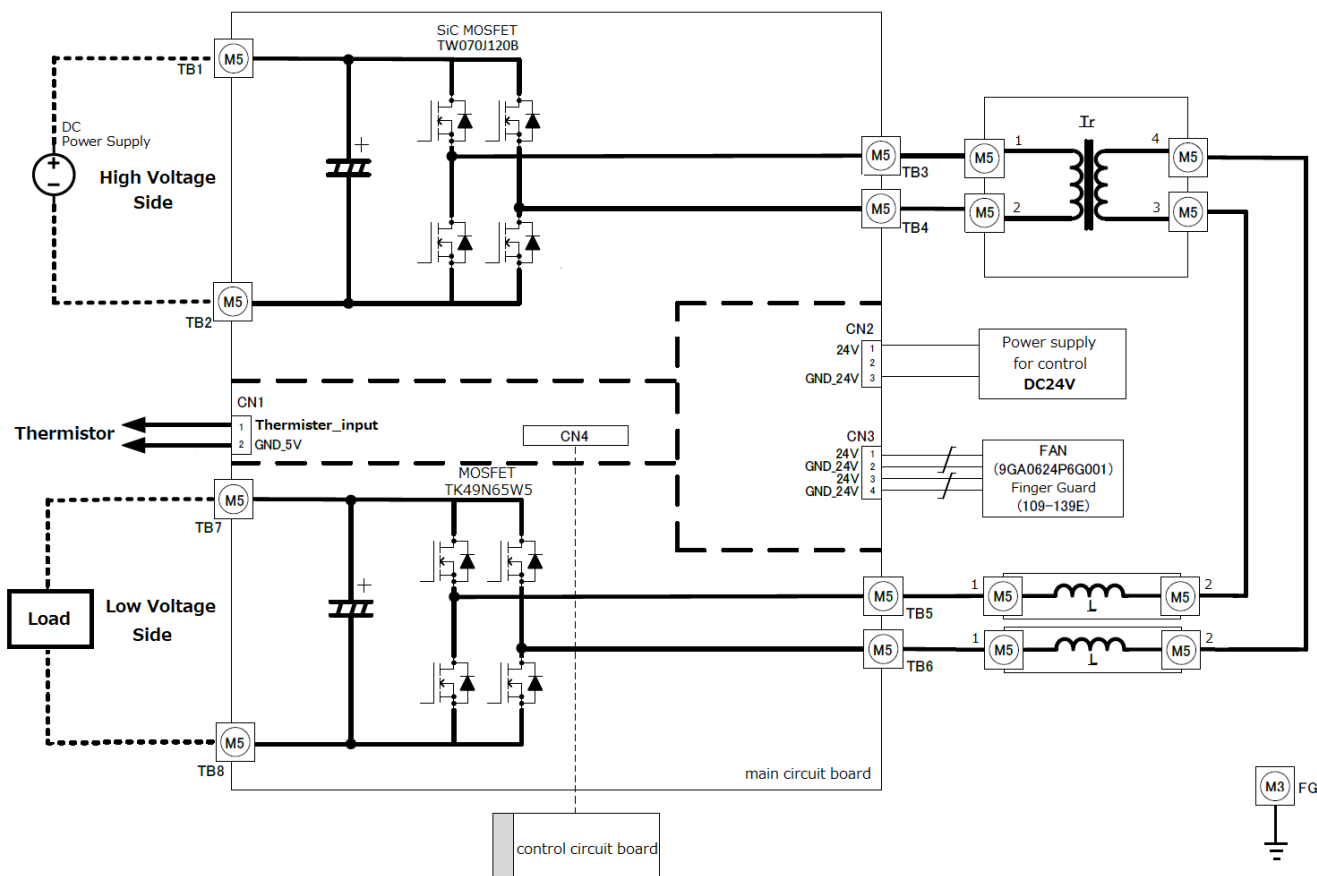 SiC MOSFET
TW070J120B
M5
TB1
DC
Power Supply
+
−
High Voltage
Side
+
M5
TB2
M5
TB3
M5
TB4
Tr
M5
1
4
M5
M5
2
3
M5
CN2
24V 1
2
GND_24V 3
Power supply
for control
DC24V
CN1
1 Thermister_input
2 GND_5V
Thermistor
CN4
CN3
24V 1
GND_24V 2
24V 3
GND_24V 4
FAN
(9GA0624P6G001)
Finger Guard
(109-139E)
MOSFET
TK49N65W5
M5
TB7
Load
Low Voltage
Side
+
M5
TB8
M5
TB5
1 M5 L M5 2
M5
TB6
1 M5 L M5 2
main circuit board
control circuit board
M3 FG